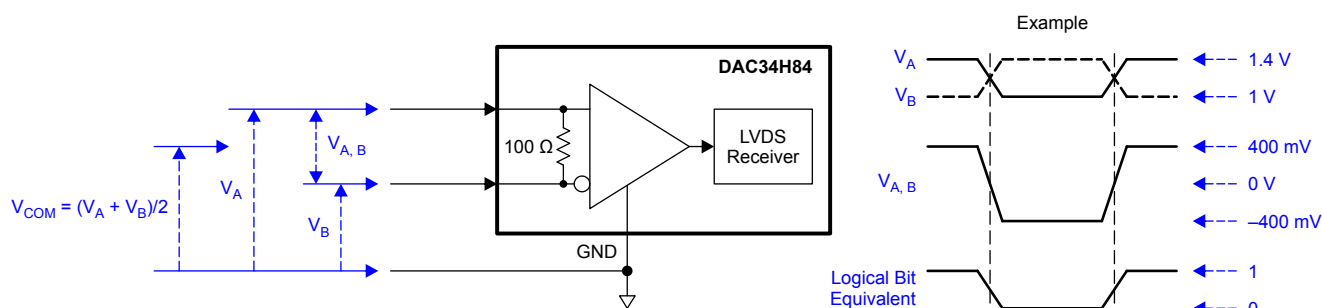 Example
DAC34H84
V_A
1.4 V
V_B
1 V
100 Ω
LVDS
Receiver
V_A, B
V_A
V_COM = (V_A + V_B)/2
V_B
GND
400 mV
V_A, B
0 V
–400 mV
Logical Bit
Equivalent
1
0